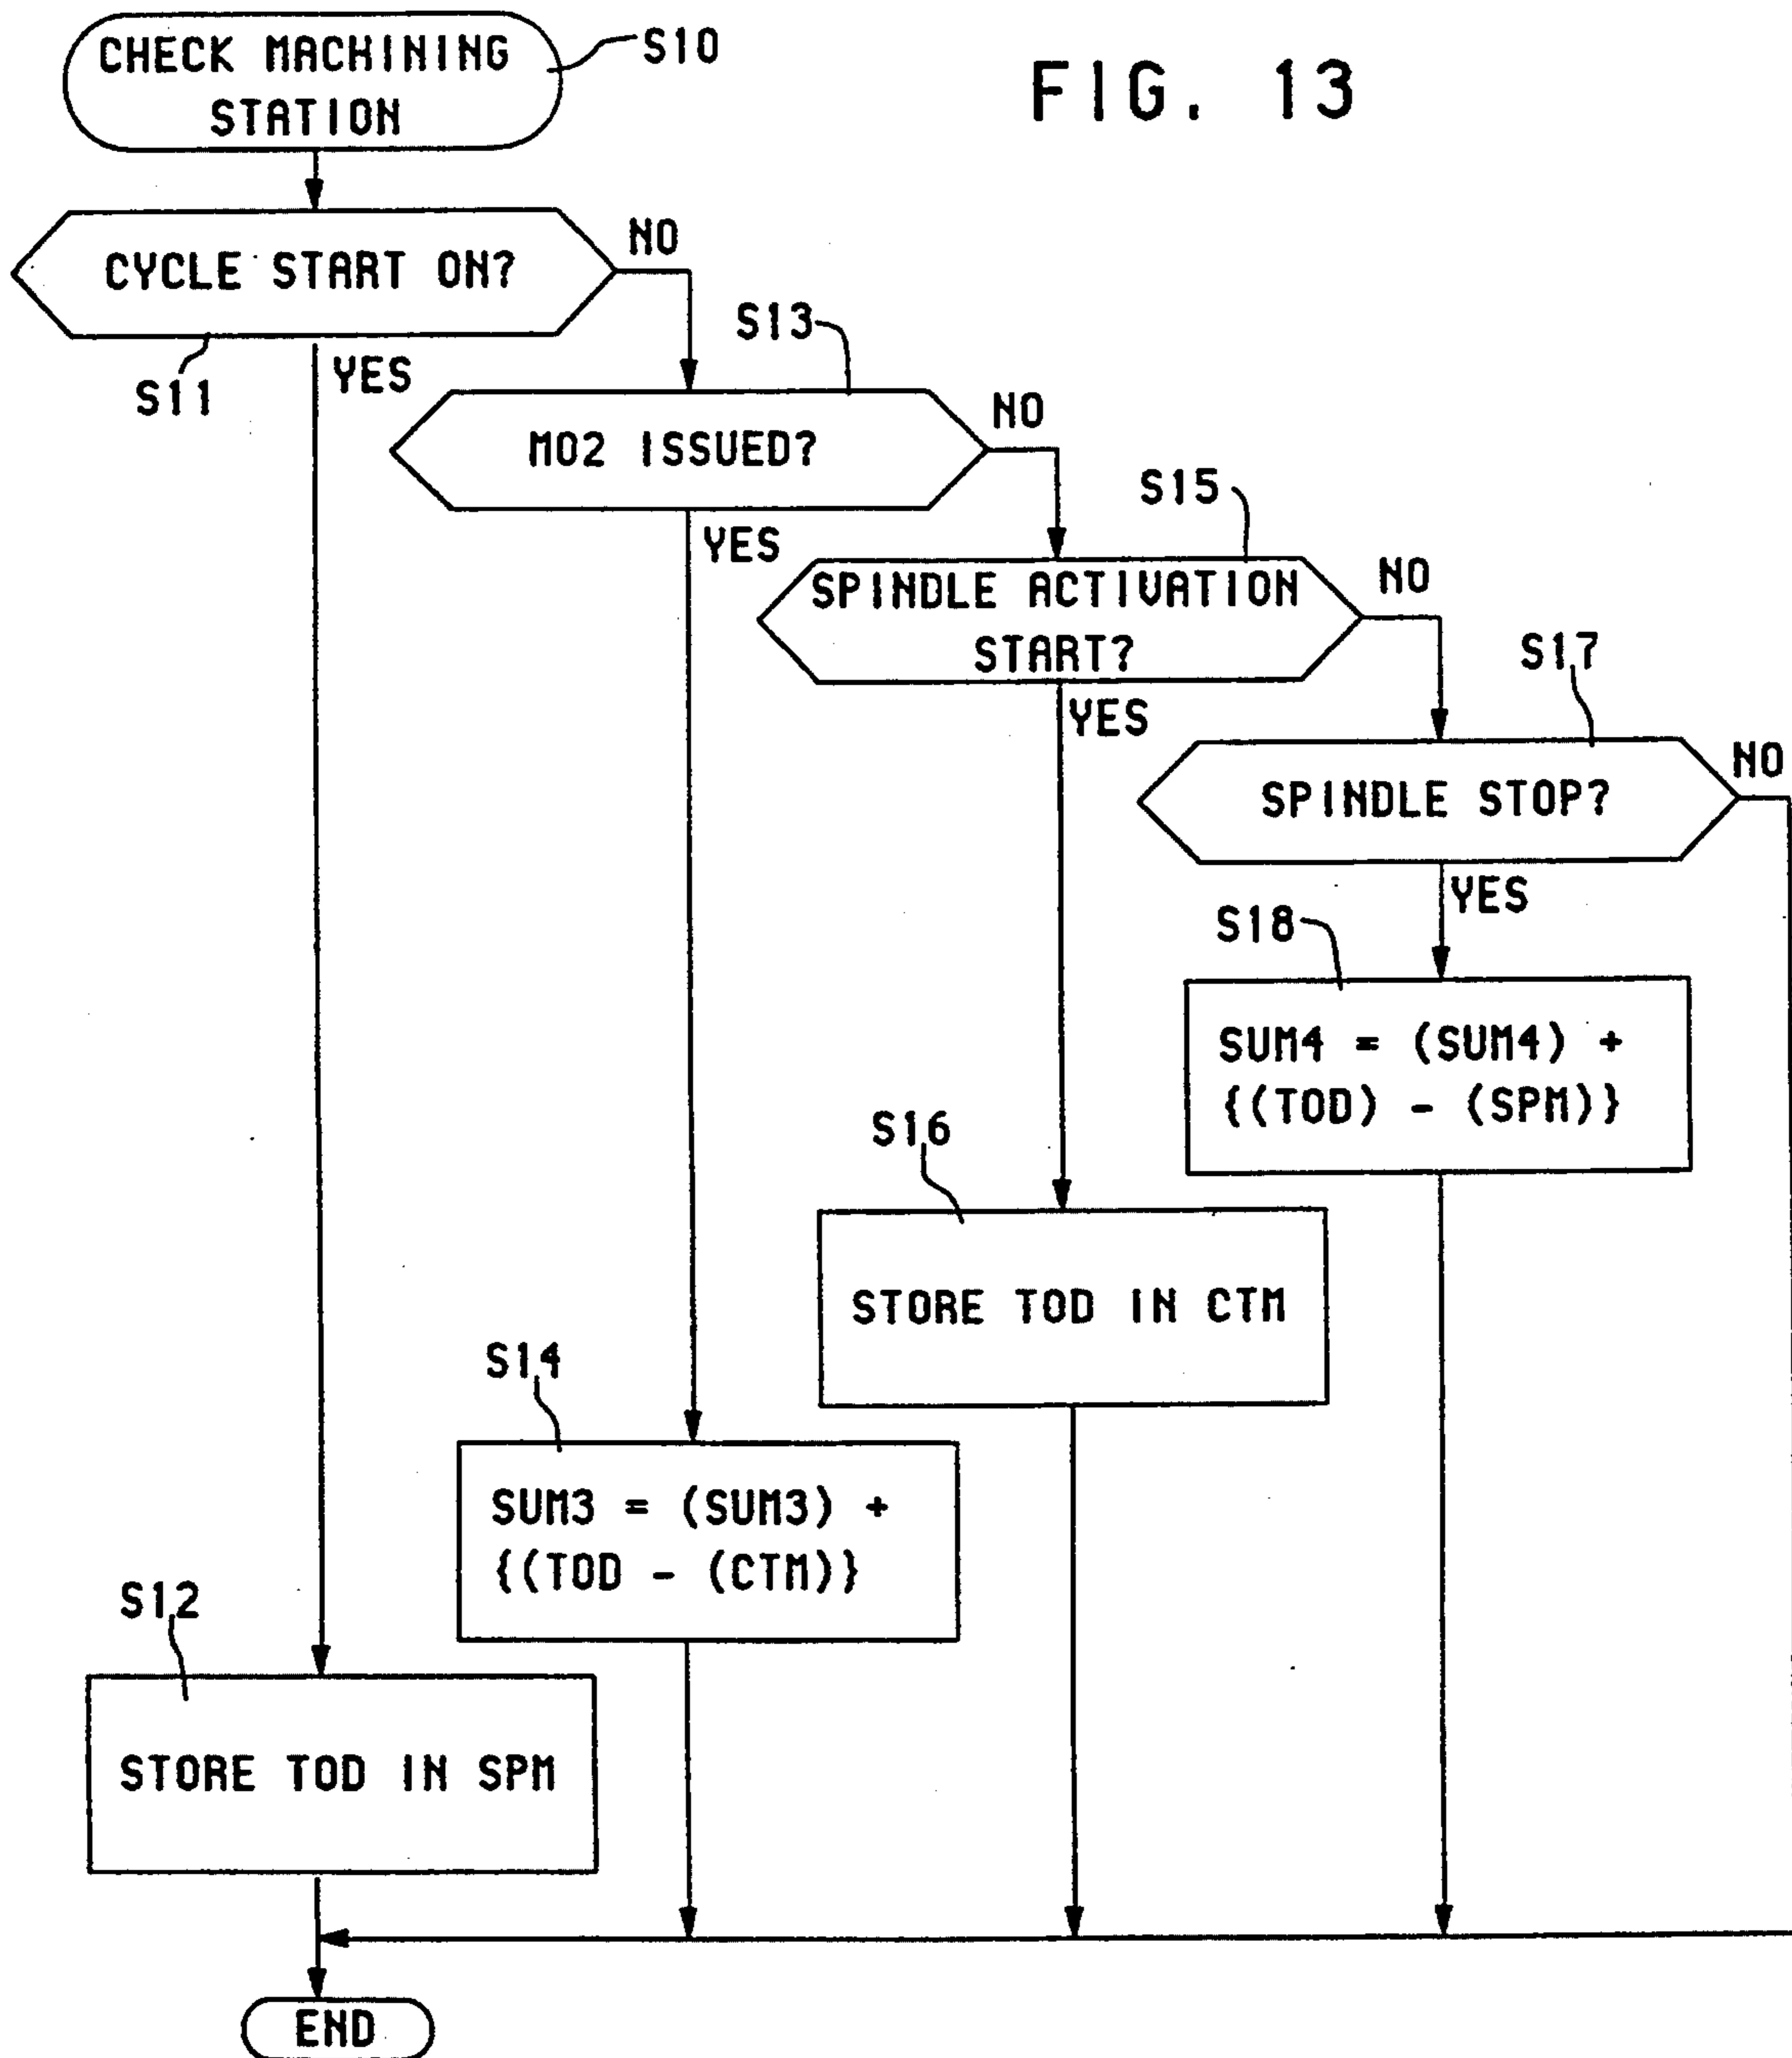 CHECK MACHINING
STATION
S10
FIG. 13
CYCLE START ON?
NO
S11
YES
S13
MO2 ISSUED?
NO
YES
S15
SPINDLE ACTIVATION
START?
NO
YES
S17
SPINDLE STOP?
NO
YES
S18
SUM4 = (SUM4) +
{(TOD) - (SPM)}
S16
STORE TOD IN CTM
S14
SUM3 = (SUM3) +
{(TOD - (CTM)}
S12
STORE TOD IN SPM
END